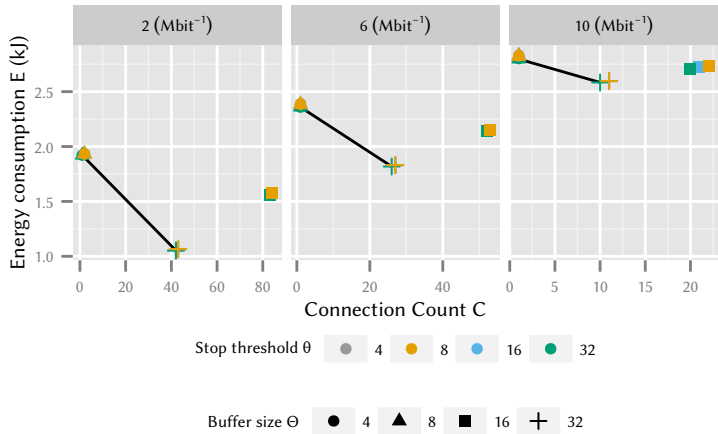 2 (Mbit⁻¹) 6 (Mbit⁻¹) 10 (Mbit⁻¹)
Energy consumption E (kJ)
2.5
2.0
1.5
1.0
0 20 40 60 80 0 20 40 0 5 10 15 20
Connection Count C
Stop threshold θ 4 8 16 32
Buffer size Θ 4 8 16 32